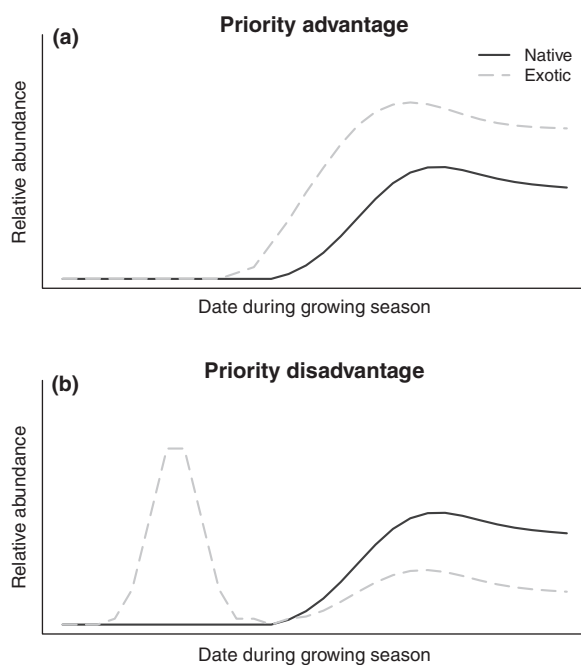 Priority advantage
(a)
Native
Exotic
Relative abundance
Date during growing season
Priority disadvantage
(b)
Relative abundance
Date during growing season